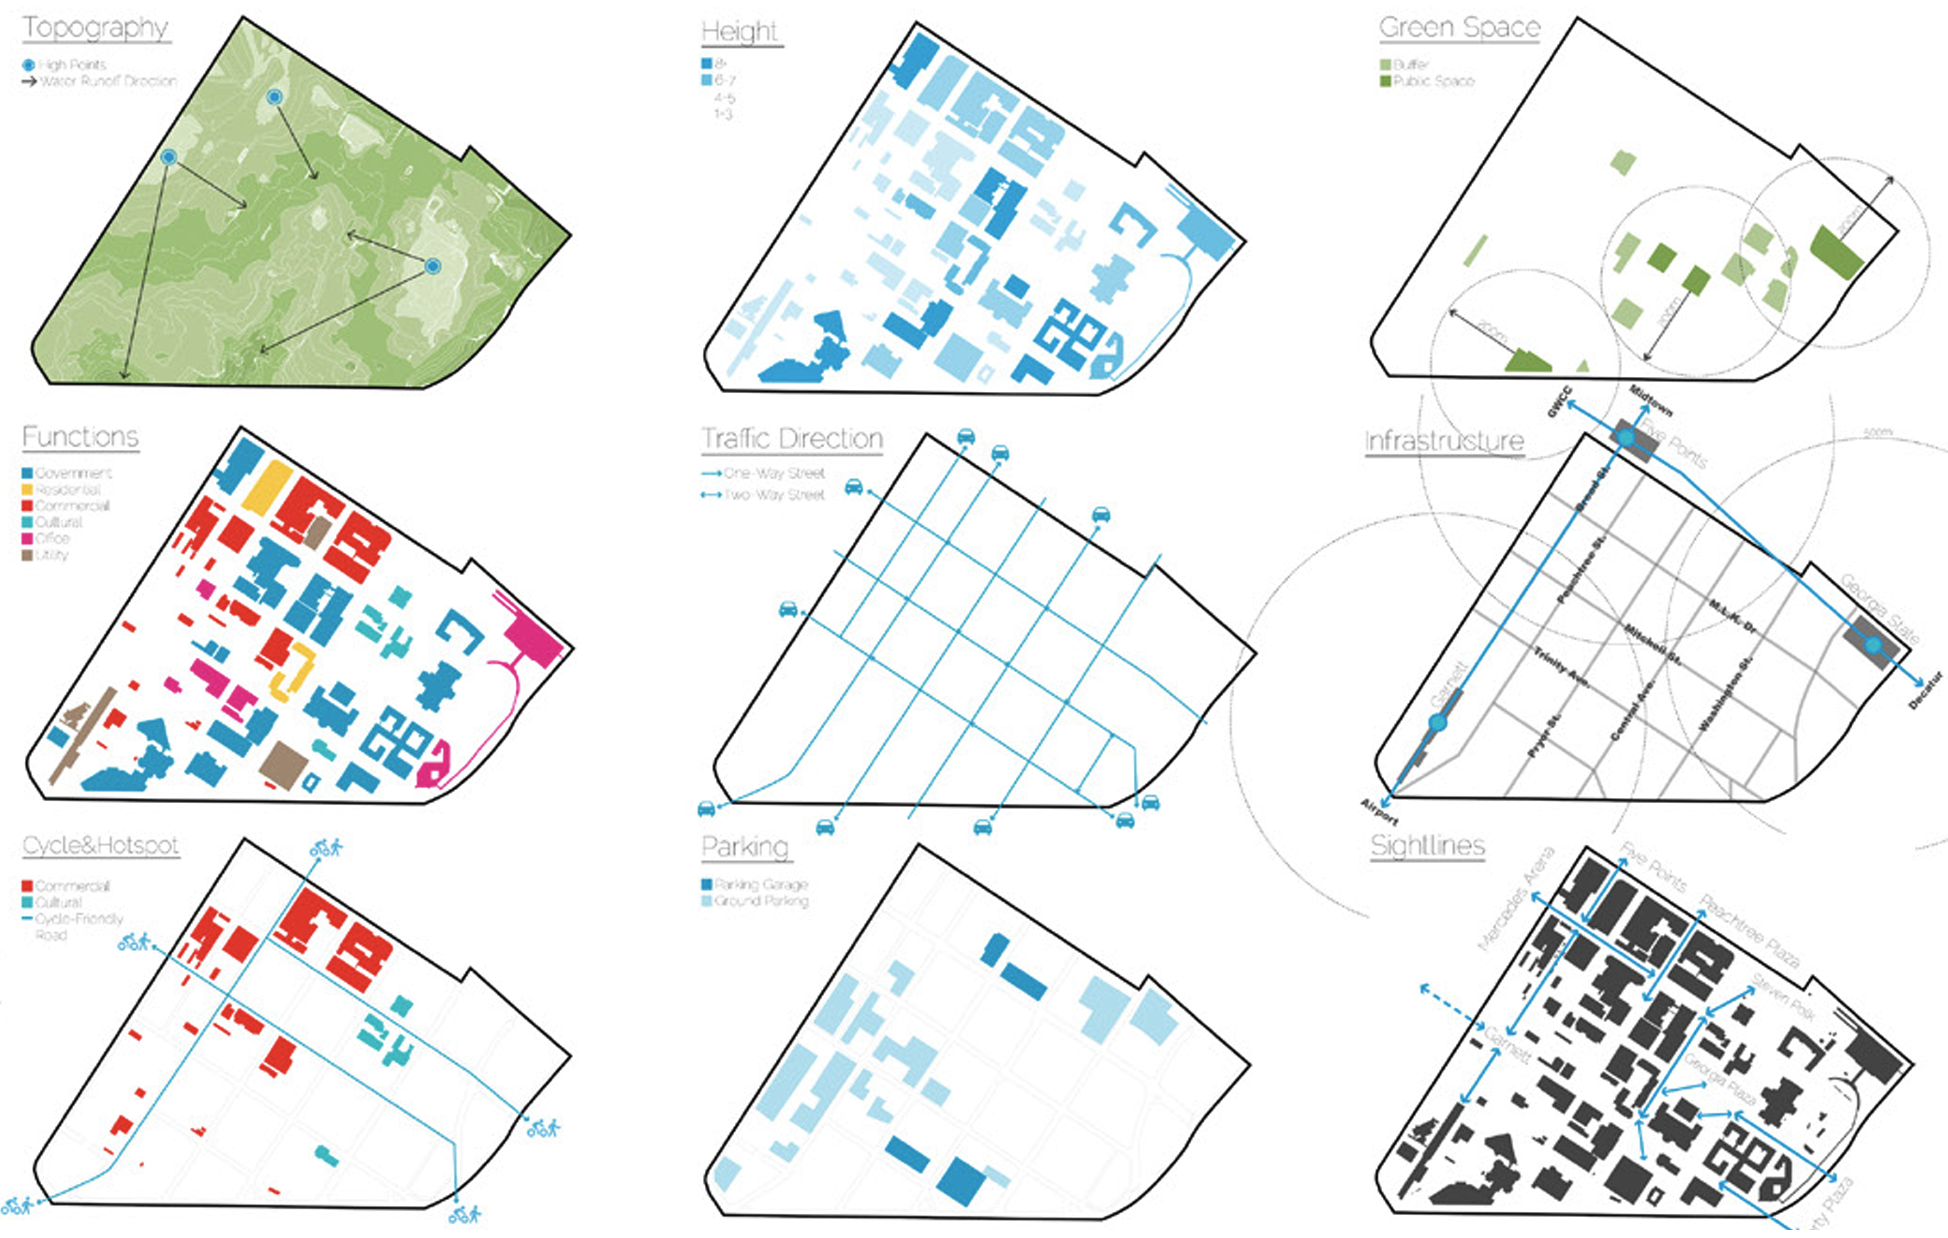 Topography
High Points
Water Runoff Direction
Height
8+
6-7
4-5
1-3
Green Space
Buffer
Public Space
200m
200m
200m
Functions
Government
Residential
Commercial
Cultural
Office
Utility
Traffic Direction
One-Way Street
Two-Way Street
Infrastructure
GWCC
Midtown
Five Points
500m
Broad St.
Peachtree St.
M.L.K. Dr
Mitchell St.
Trinity Ave.
Washington St.
Central Ave.
Pryor St.
Georgia State
Garnett
Decatur
Airport
Cycle&Hotspot
Commercial
Cultural
Cycle-Friendly
Road
Parking
Parking Garage
Ground Parking
Sightlines
Mercedes Arena
Five Points
Peachtree Plaza
Steven Polk
Garnett
Georgia Plaza
Plaza